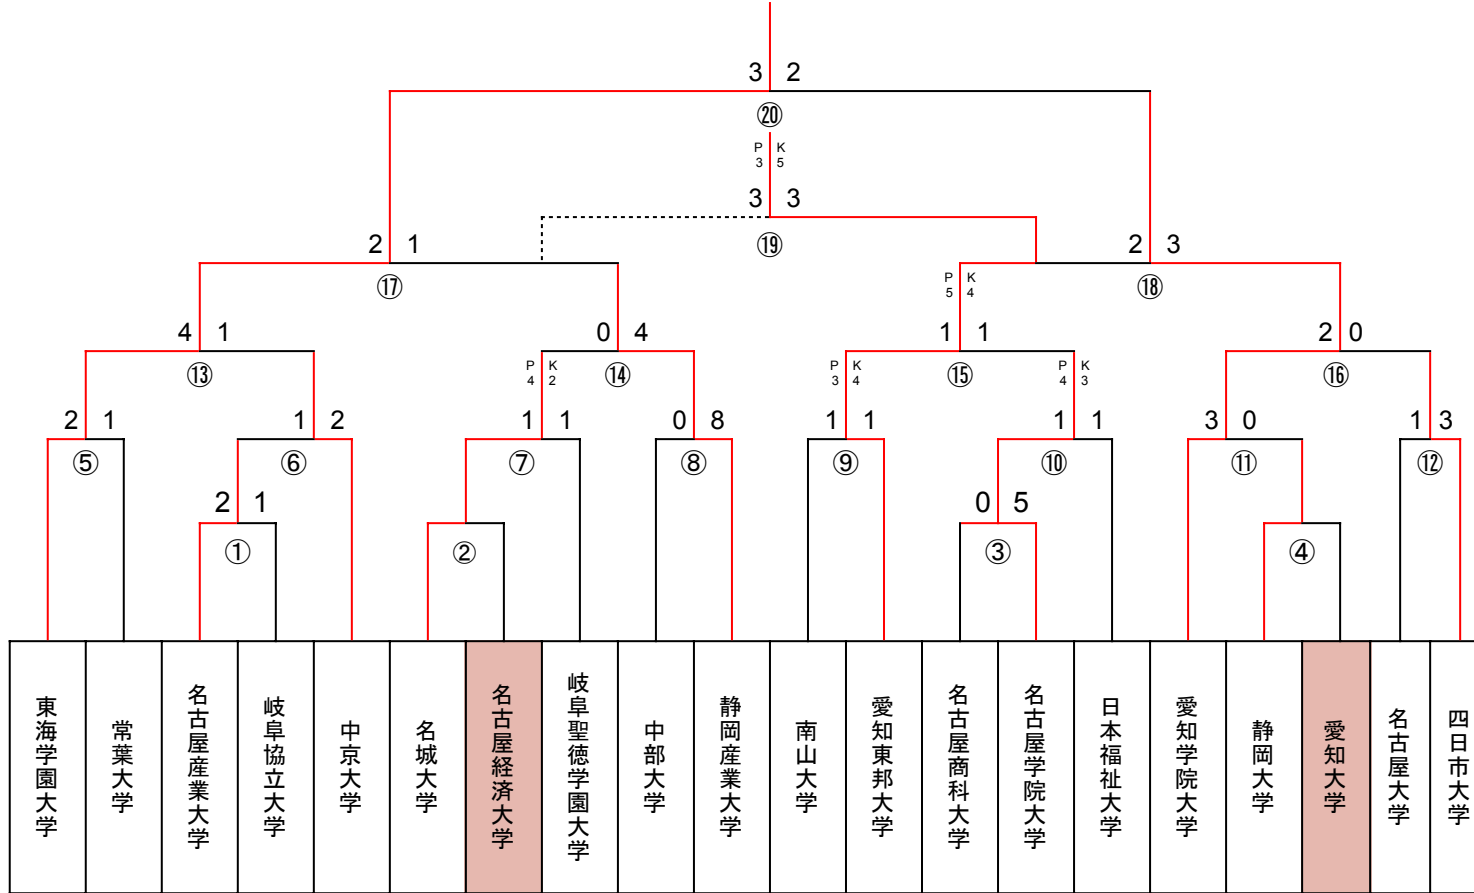 3 2
⑳
P K
3 5
3 3
⑲
2 1
2 3
⑰
P K
5 4
⑱
4 1
0 4
1 1
2 0
⑬
P K
4 2
⑭
P K
3 4
⑮
P K
4 3
⑯
2 1
1 2
1 1
0 8
1 1
1 1
3 0
1 3
⑤
⑥
⑦
⑧
⑨
⑩
⑪
⑫
2 1
0 5
①
②
③
④
東海学園大学
常葉大学
名古屋産業大学
岐阜協立大学
中京大学
名城大学
名古屋経済大学
岐阜聖徳学園大学
中部大学
静岡産業大学
南山大学
愛知東邦大学
名古屋商科大学
名古屋学院大学
日本福祉大学
愛知学院大学
静岡大学
愛知大学
名古屋大学
四日市大学